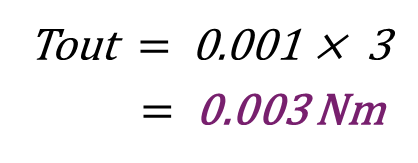 Tout = 0.001 × 3
= 0.003 Nm